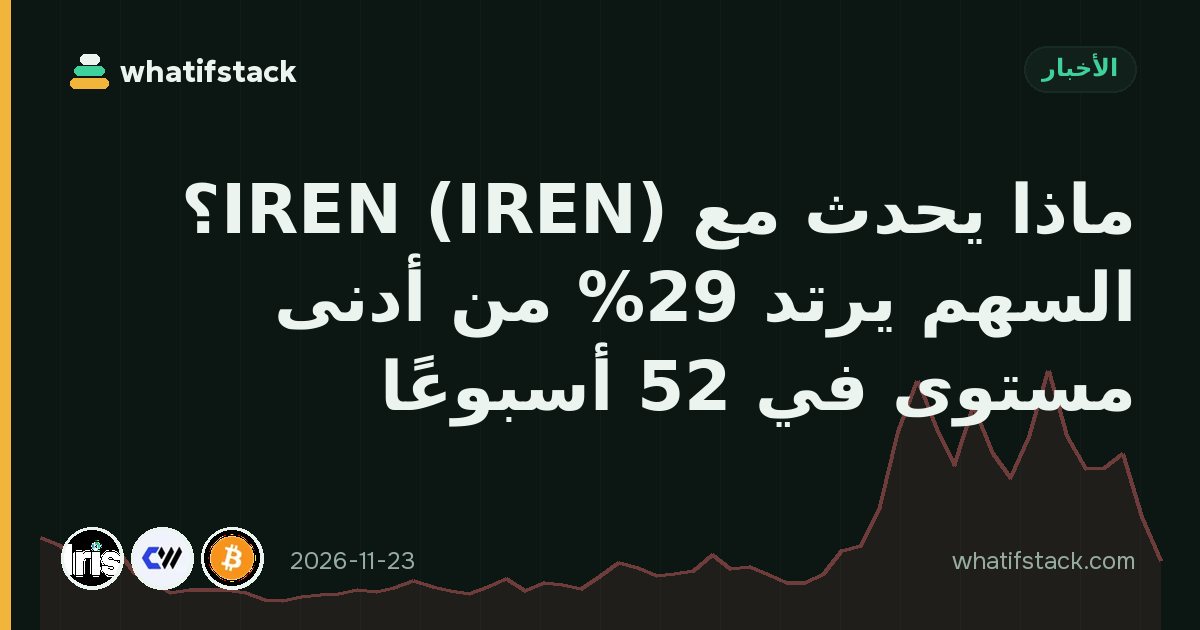 whatifstack
الأخبار
ماذا يحدث مع IREN (IREN)؟
السهم يرتد 29% من أدنى
مستوى في 52 أسبوعًا
Iris
2026-11-23
whatifstack.com